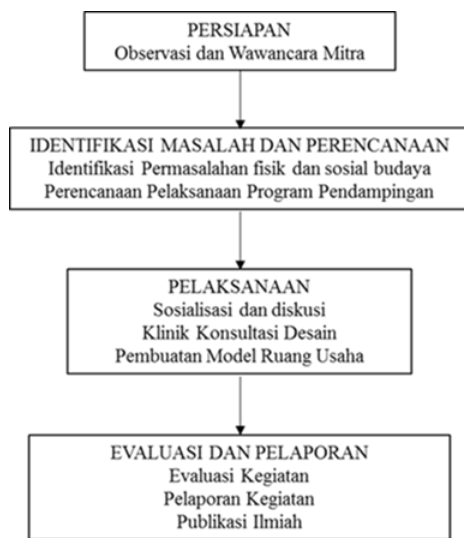 PERSIAPAN
Observasi dan Wawancara Mitra
IDENTIFIKASI MASALAH DAN PERENCANAAN
Identifikasi Permasalahan fisik dan sosial budaya
Perencanaan Pelaksanaan Program Pendampingan
PELAKSANAAN
Sosialisasi dan diskusi
Klinik Konsultasi Desain
Pembuatan Model Ruang Usaha
EVALUASI DAN PELAPORAN
Evaluasi Kegiatan
Pelaporan Kegiatan
Publikasi Ilmiah